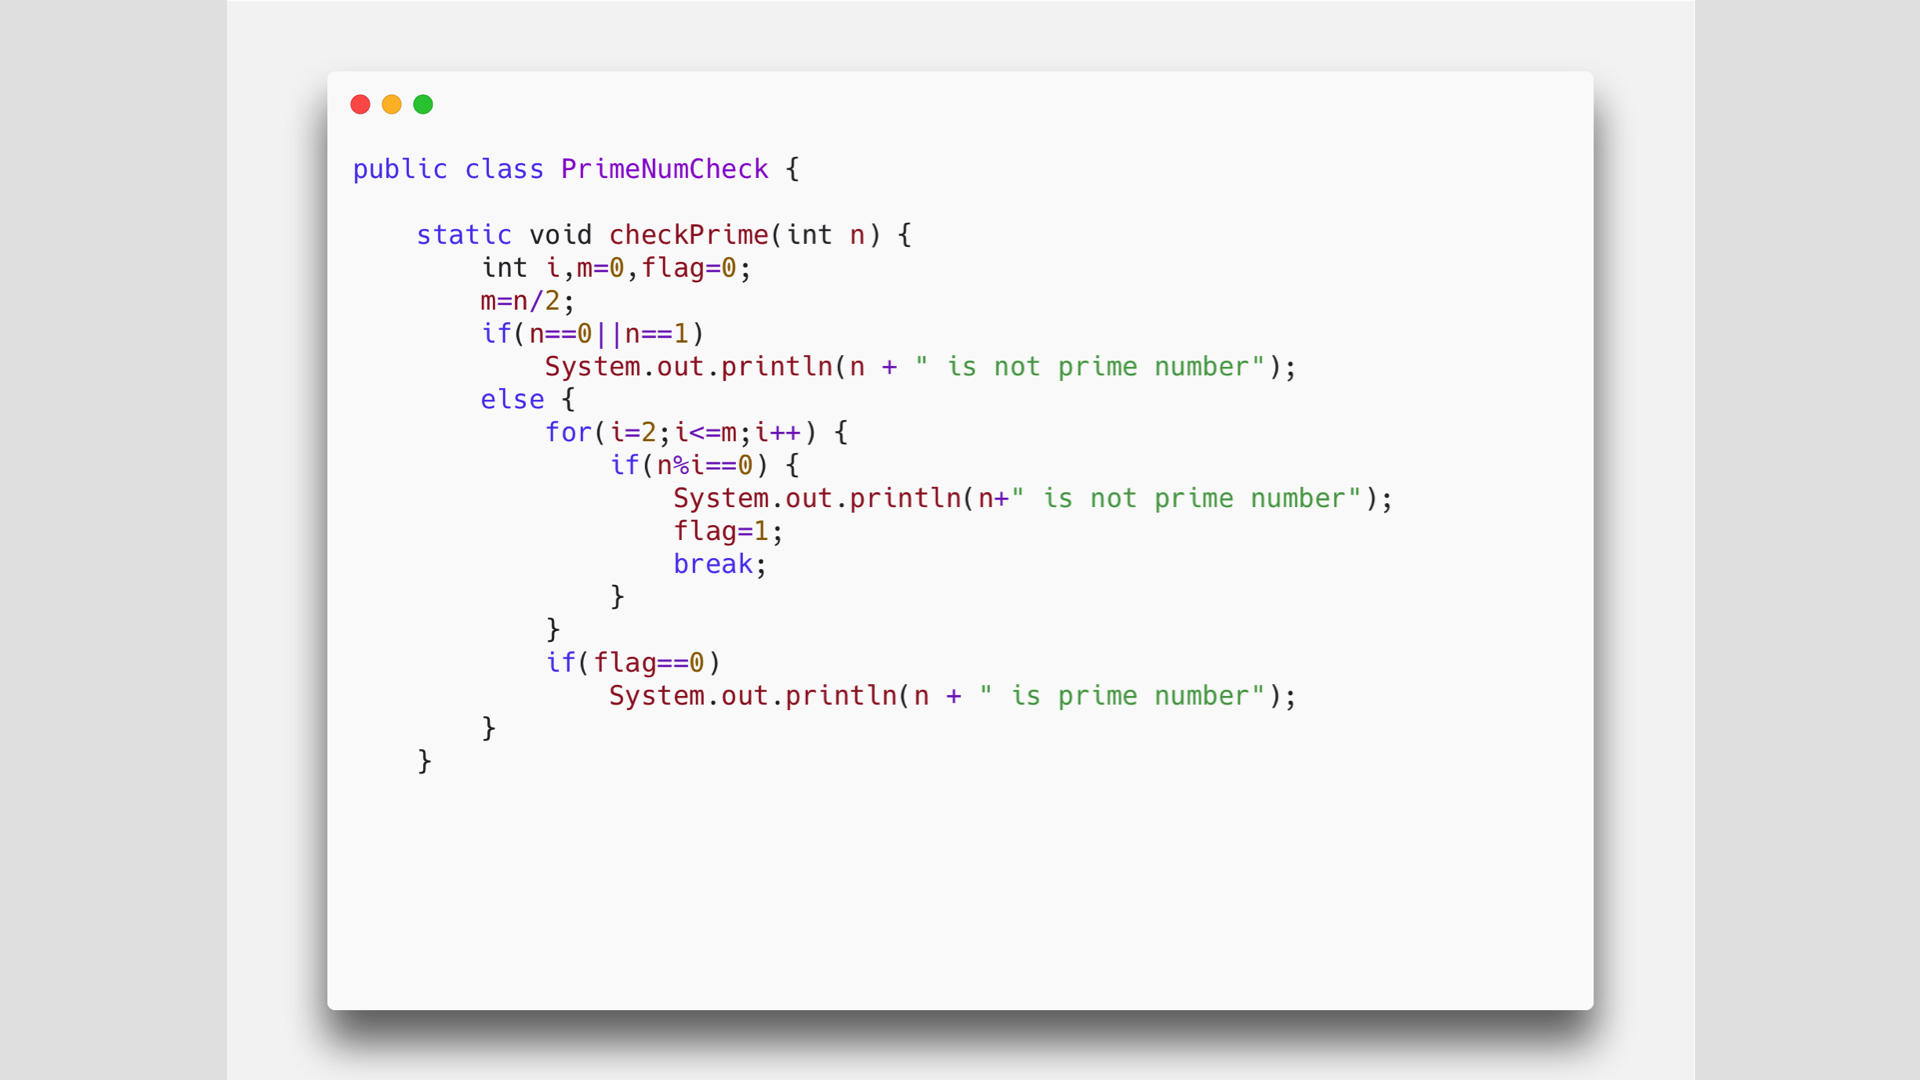 public class PrimeNumCheck {
static void checkPrime(int n) {
int i,m=0,flag=0;
m=n/2;
if(n==0||n==1)
System.out.println(n + " is not prime number");
else {
for(i=2;i<=m;i++) {
if(n%i==0) {
System.out.println(n+" is not prime number");
flag=1;
break;
}
}
if(flag==0)
System.out.println(n + " is prime number");
}
}